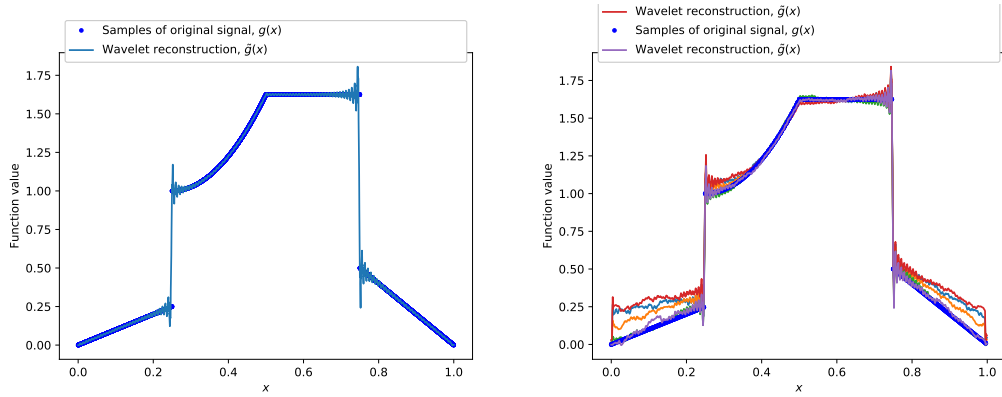 Samples of original signal, g(x)
Wavelet reconstruction, g̃(x)
1.75
1.50
1.25
1.00
0.75
0.50
0.25
0.00
Function value
0.0 0.2 0.4 0.6 0.8 1.0
x
Wavelet reconstruction, g̃(x)
Samples of original signal, g(x)
Wavelet reconstruction, g̃(x)
1.75
1.50
1.25
1.00
0.75
0.50
0.25
0.00
Function value
0.0 0.2 0.4 0.6 0.8 1.0
x